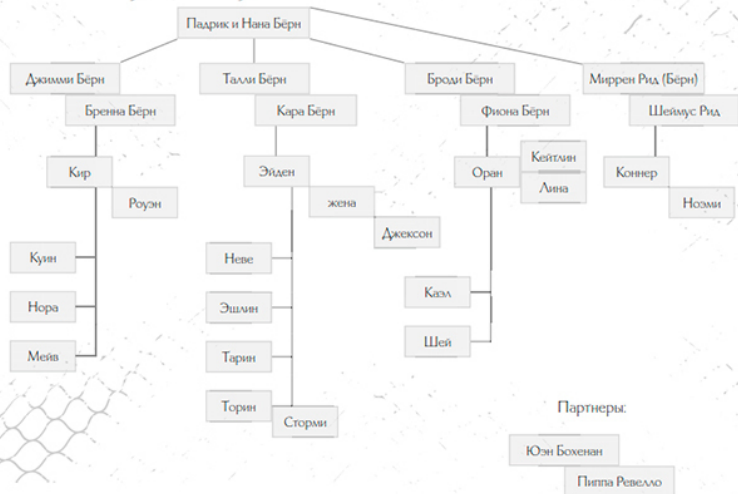 Падрик и Нана Бёрн
Джимми Бёрн
Талли Бёрн
Броди Бёрн
Миррен Рид (Бёрн)
Бренна Бёрн
Кара Бёрн
Фиона Бёрн
Шеймус Рид
Кир
Эйден
Оран
Кейтлин
Лина
Коннер
Роуэн
жена
Ноэми
Джексон
Куин
Неве
Каэл
Нора
Эшлин
Шей
Мейв
Тарин
Торин
Сторми
Партнеры:
Юэн Бохенан
Пиппа Ревелло